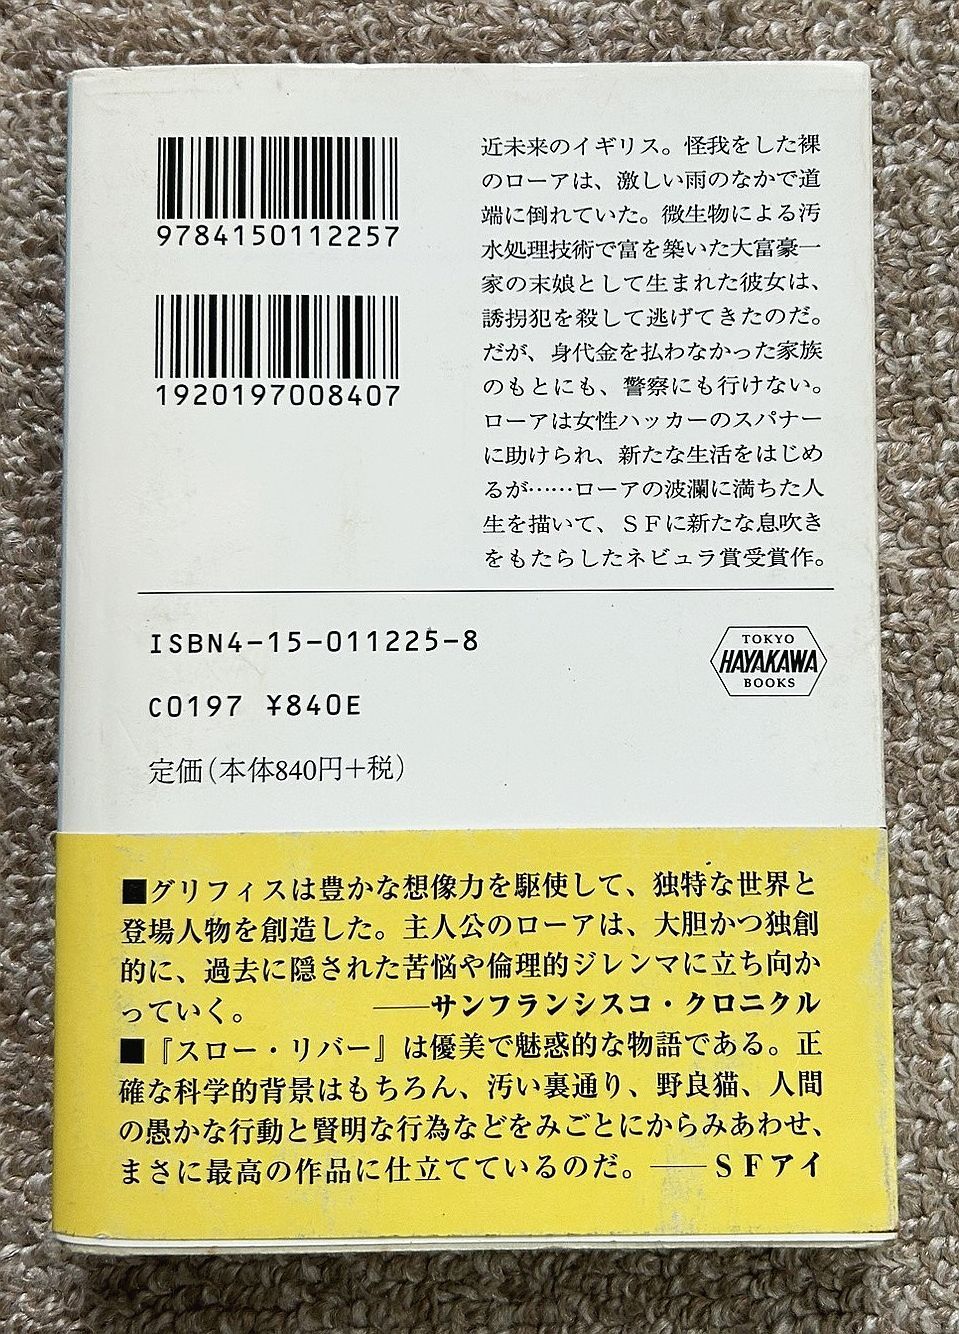 9784150112257
1920197008407
近未来のイギリス。怪我をした裸
のローアは、激しい雨のなかで道
端に倒れていた。微生物による汚
水処理技術で富を築いた大富豪一
家の末娘として生まれた彼女は、
誘拐犯を殺して逃げてきたのだ。
だが、身代金を払わなかった家族
のもとにも、警察にも行けない。
ローアは女性ハッカーのスパナー
に助けられ、新たな生活をはじめ
るが……ローアの波瀾に満ちた人
生を描いて、SFに新たな息吹き
をもたらしたネビュラ賞受賞作。
ISBN4-15-011225-8
C0197 ¥840E
定価(本体840円+税)
TOKYO
HAYAKAWA
BOOKS
■グリフィスは豊かな想像力を駆使して、独特な世界と
登場人物を創造した。主人公のローアは、大胆かつ独創
的に、過去に隠された苦悩や倫理的ジレンマに立ち向か
っていく。 ――サンフランシスコ・クロニクル
■『スロー・リバー』は優美で魅惑的な物語である。正
確な科学的背景はもちろん、汚い裏通り、野良猫、人間
の愚かな行動と賢明な行為などをみごとにからみあわせ、
まさに最高の作品に仕立てているのだ。――SFアイ